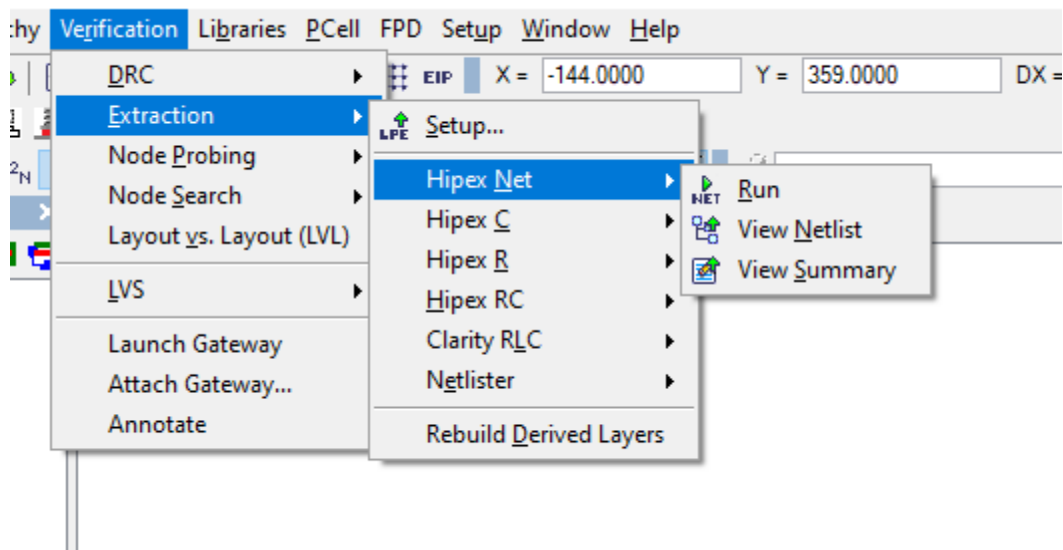 Verification Libraries PCell FPD Setup Window Help
EIP X = -144.0000 Y = 359.0000 DX =
DRC
Extraction
Node Probing
Node Search
Layout vs. Layout (LVL)
LVS
Launch Gateway
Attach Gateway...
Annotate
LPE Setup...
Hipex Net
Hipex C
Hipex R
Hipex RC
Clarity RLC
Netlister
Rebuild Derived Layers
NET Run
View Netlist
View Summary